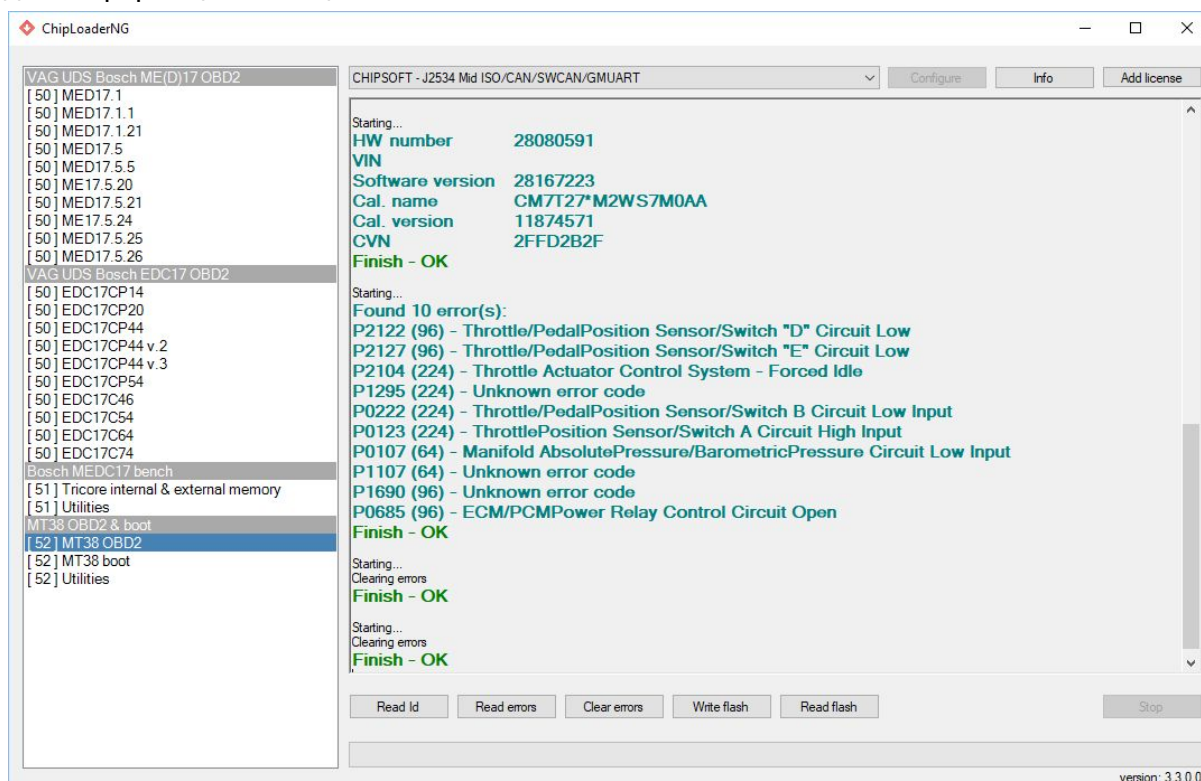 ChipLoaderNG
VAG UDS Bosch ME(D)17 OBD2
[ 50 ] MED17.1
[ 50 ] MED17.1.1
[ 50 ] MED17.1.21
[ 50 ] MED17.5
[ 50 ] MED17.5.5
[ 50 ] ME17.5.20
[ 50 ] MED17.5.21
[ 50 ] ME17.5.24
[ 50 ] MED17.5.25
[ 50 ] MED17.5.26
VAG UDS Bosch EDC17 OBD2
[ 50 ] EDC17CP14
[ 50 ] EDC17CP20
[ 50 ] EDC17CP44
[ 50 ] EDC17CP44 v.2
[ 50 ] EDC17CP44 v.3
[ 50 ] EDC17CP54
[ 50 ] EDC17C46
[ 50 ] EDC17C54
[ 50 ] EDC17C64
[ 50 ] EDC17C74
Bosch MEDC17 bench
[ 51 ] Tricore internal & external memory
[ 51 ] Utilities
MT38 OBD2 & boot
[ 52 ] MT38 OBD2
[ 52 ] MT38 boot
[ 52 ] Utilities
CHIPSOFT - J2534 Mid ISO/CAN/SWCAN/GMUART
Configure
Info
Add license
Starting...
HW number 28080591
VIN
Software version 28167223
Cal. name CM7T27*M2WS7M0AA
Cal. version 11874571
CVN 2FFD2B2F
Finish - OK
Starting...
Found 10 error(s):
P2122 (96) - Throttle/PedalPosition Sensor/Switch "D" Circuit Low
P2127 (96) - Throttle/PedalPosition Sensor/Switch "E" Circuit Low
P2104 (224) - Throttle Actuator Control System - Forced Idle
P1295 (224) - Unknown error code
P0222 (224) - Throttle/PedalPosition Sensor/Switch B Circuit Low Input
P0123 (224) - ThrottlePosition Sensor/Switch A Circuit High Input
P0107 (64) - Manifold AbsolutePressure/BarometricPressure Circuit Low Input
P1107 (64) - Unknown error code
P1690 (96) - Unknown error code
P0685 (96) - ECM/PCMPower Relay Control Circuit Open
Finish - OK
Starting...
Clearing errors
Finish - OK
Starting...
Clearing errors
Finish - OK
Read Id
Read errors
Clear errors
Write flash
Read flash
Stop
version: 3.3.0.0